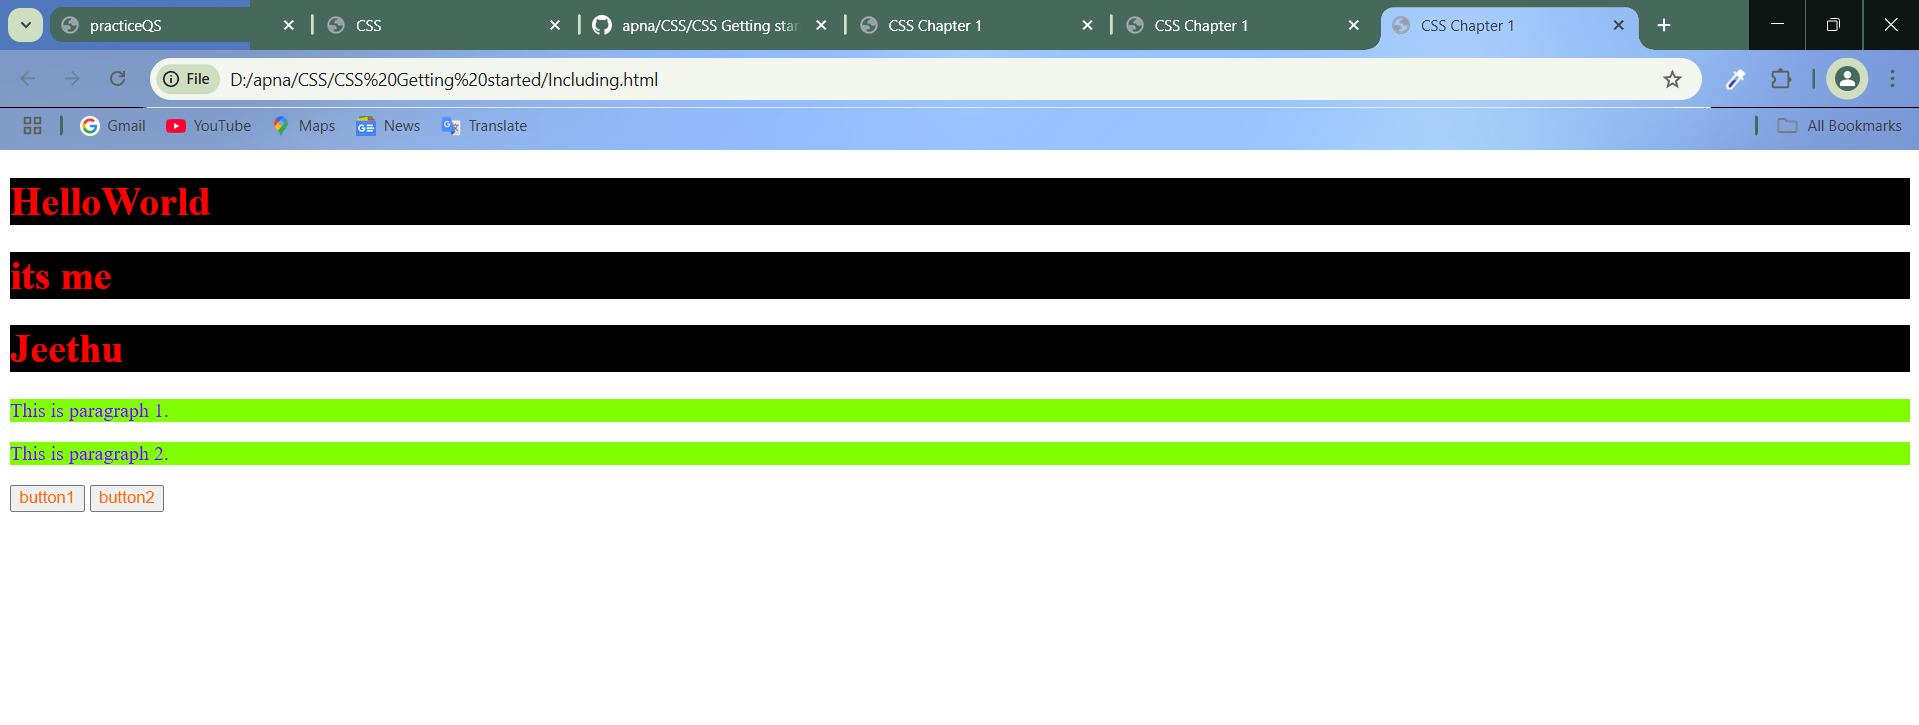 practiceQS
CSS
apna/CSS/CSS Getting star
CSS Chapter 1
CSS Chapter 1
CSS Chapter 1
File
D:/apna/CSS/CSS%20Getting%20started/Including.html
Gmail
YouTube
Maps
News
Translate
All Bookmarks
HelloWorld
its me
Jeethu
This is paragraph 1.
This is paragraph 2.
button1 button2